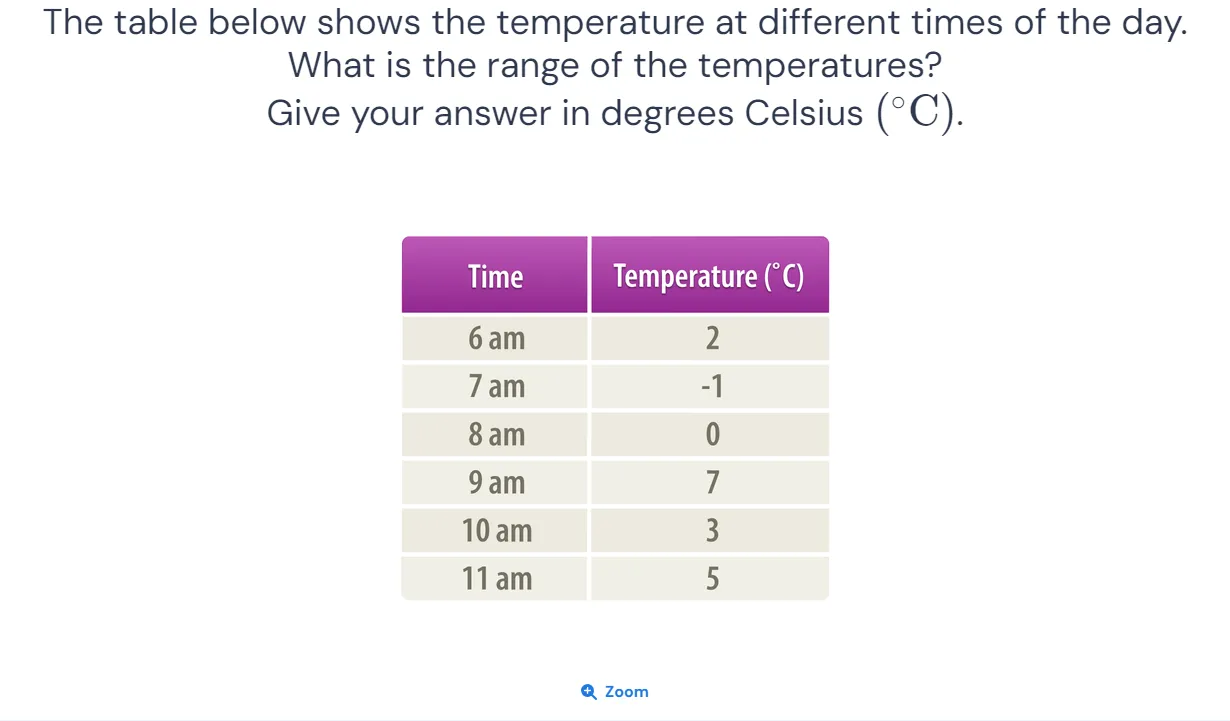 The table below shows the temperature at different times of the day.
What is the range of the temperatures?
Give your answer in degrees Celsius (°C).
Time Temperature (°C)
6 am 2
7 am -1
8 am 0
9 am 7
10 am 3
11 am 5
Zoom